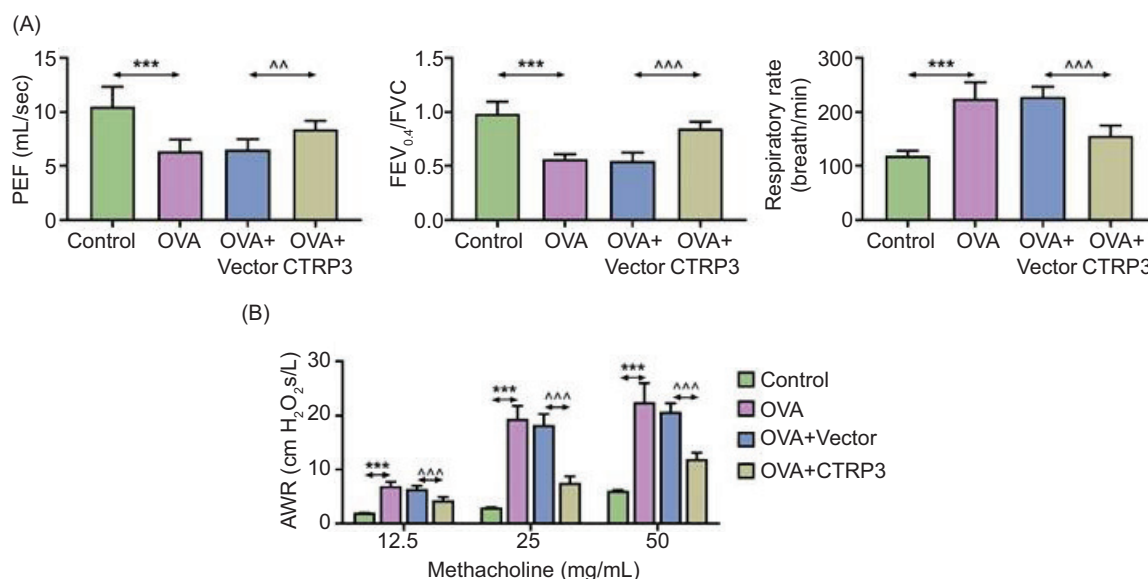 (A)
PEF (mL/sec)
15
10
5
0
***
^^
Control OVA OVA+ OVA+
Vector CTRP3
FEV0.4/FVC
1.5
1.0
0.5
0.0
***
^^^
Control OVA OVA+ OVA+
Vector CTRP3
Respiratory rate
(breath/min)
300
200
100
0
***
^^^
Control OVA OVA+ OVA+
Vector CTRP3
(B)
AWR (cm H2O2s/L)
30
20
10
0
*** ^^^
*** ^^^
*** ^^^
12.5 25 50
Methacholine (mg/mL)
Control
OVA
OVA+Vector
OVA+CTRP3